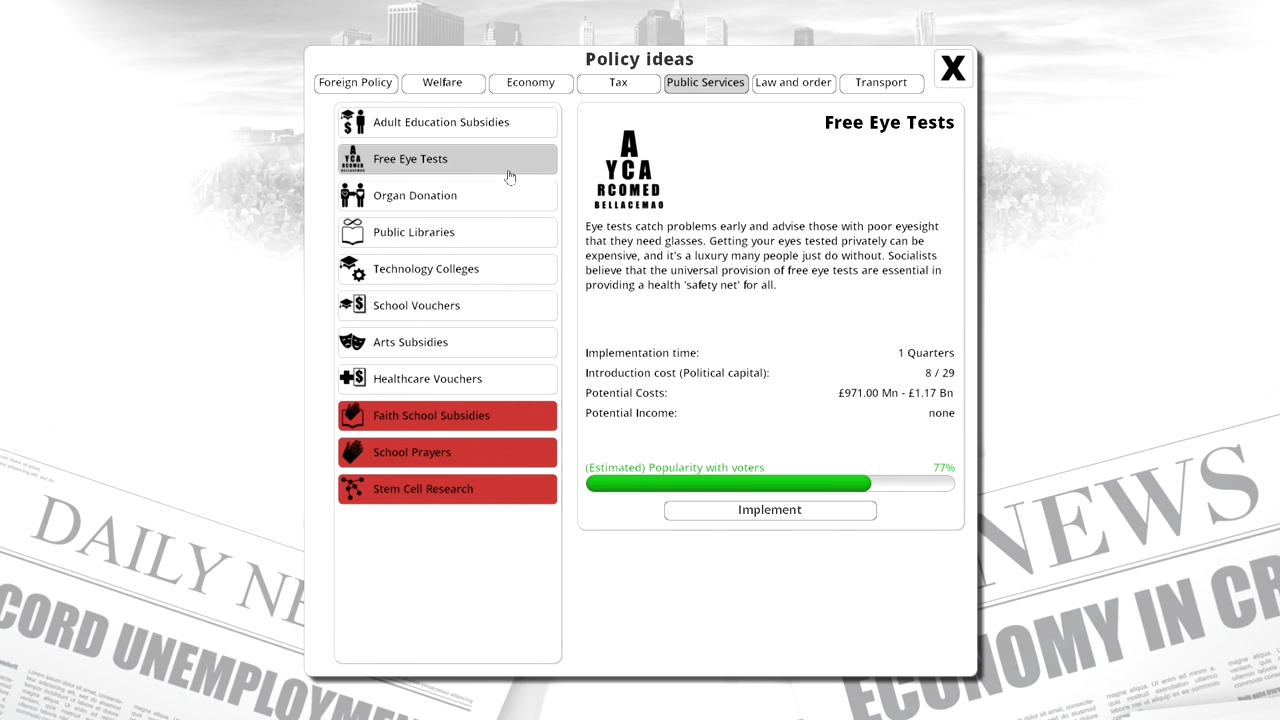 Policy ideas
X
Foreign Policy
Welfare
Economy
Tax
Public Services
Law and order
Transport
Adult Education Subsidies
Free Eye Tests
Organ Donation
Public Libraries
Technology Colleges
School Vouchers
Arts Subsidies
Healthcare Vouchers
Faith School Subsidies
School Prayers
Stem Cell Research
Free Eye Tests
A
YCA
RCOMED
BELLACEMAO
Eye tests catch problems early and advise those with poor eyesight
that they need glasses. Getting your eyes tested privately can be
expensive, and it's a luxury many people just do without. Socialists
believe that the universal provision of free eye tests are essential in
providing a health 'safety net' for all.
Implementation time: 1 Quarters
Introduction cost (Political capital): 8 / 29
Potential Costs: £971.00 Mn - £1.17 Bn
Potential Income: none
(Estimated) Popularity with voters 77%
Implement
DAILY NE
CORD UNEMPLOYM
NEWS
ECONOMY IN CR